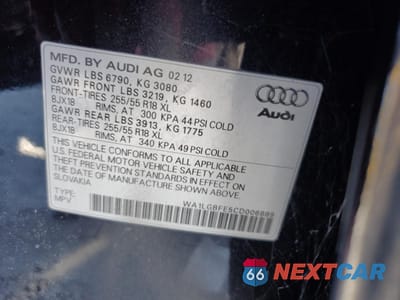 MFD. BY AUDI AG 02 12
GVWR LBS 6790, KG 3080
GAWR FRONT LBS 3219, KG 1460
FRONT-TIRES 255/55 R18 XL
8JX18 RIMS, AT 300 KPA 44 PSI COLD
GAWR REAR LBS 3913, KG 1775
REAR-TIRES 255/55 R18 XL
8JX18 RIMS, AT 340 KPA 49 PSI COLD
THIS VEHICLE CONFORMS TO ALL APPLICABLE
U.S. FEDERAL MOTOR VEHICLE SAFETY AND
THEFT PREVENTION STANDARDS IN EFFECT ON
THE DATE OF MANUFACTURE SHOWN ABOVE.
SLOVAKIA
TYPE:
MPV
Audi
66 NEXTCAR